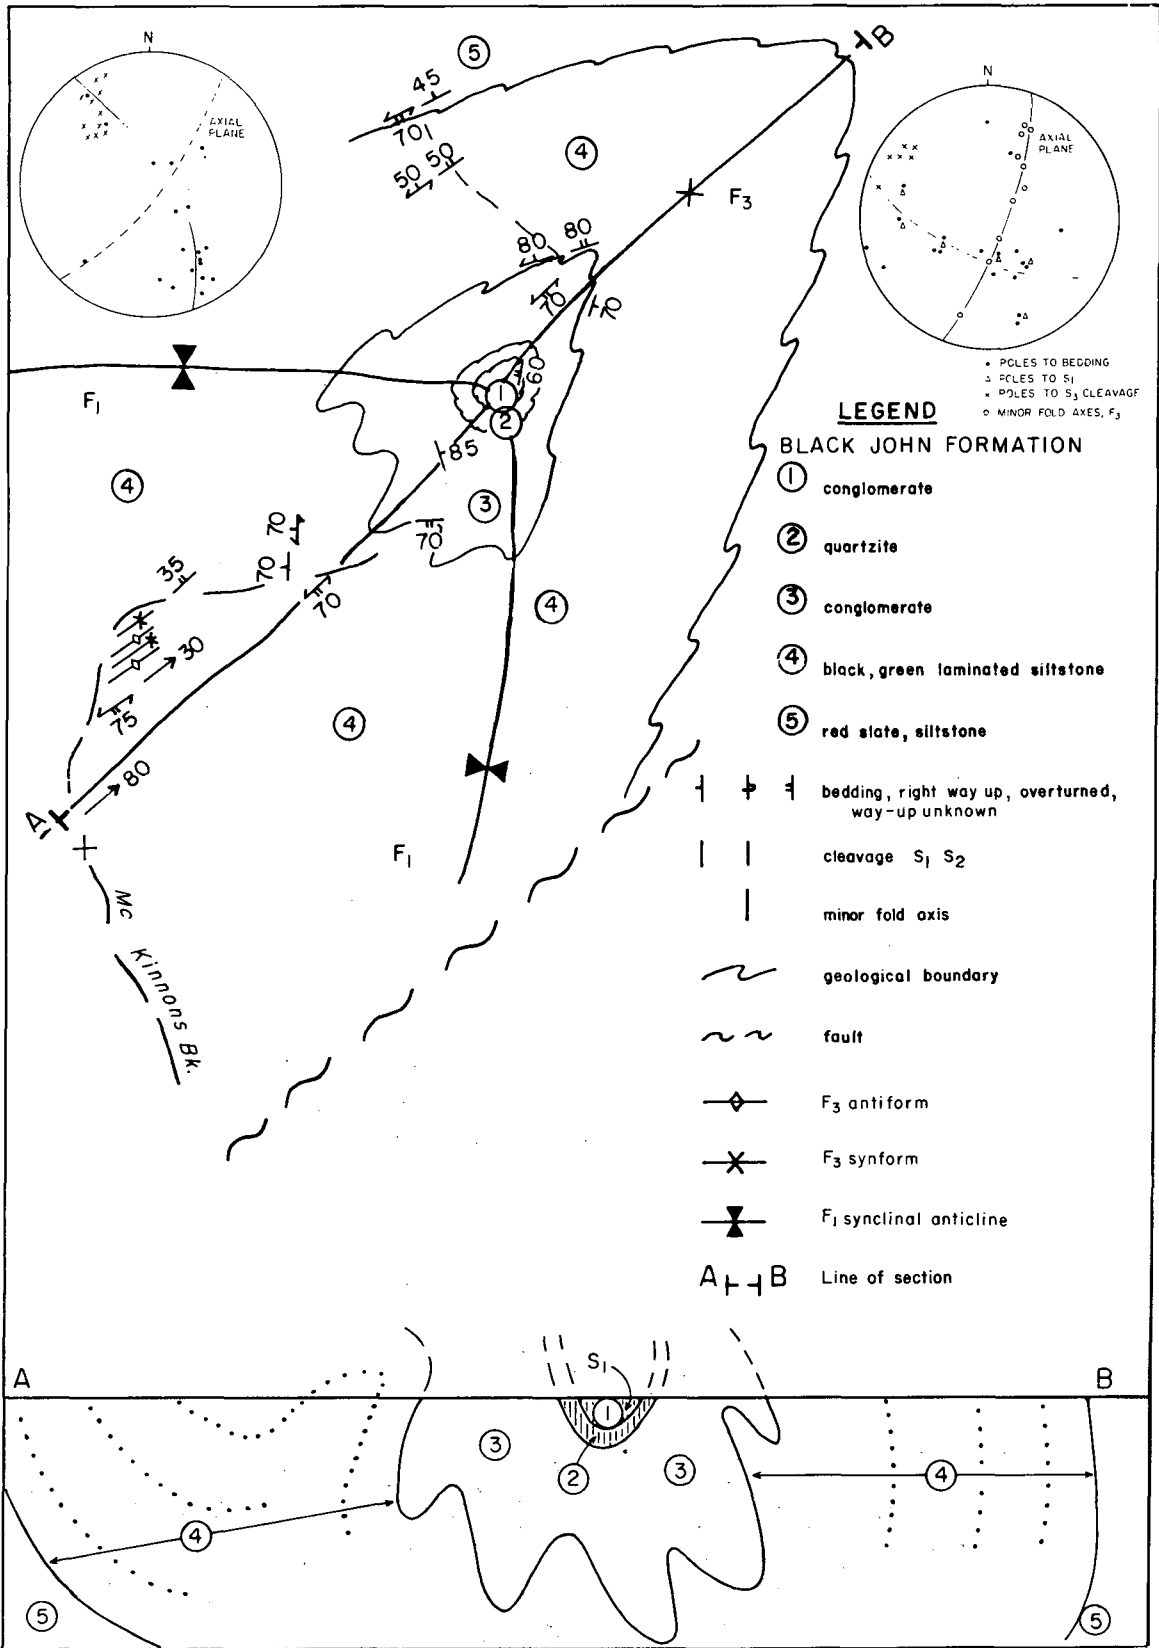 N
AXIAL
PLANE
5
45
70
50
50
4
B
F3
N
AXIAL
PLANE
80
80
70
70
60
1
2
F1
85
4
3
70
70
70
35
70
4
30
75
4
80
A
F1
Mc
Kinnons Bk.
• POLES TO BEDDING
△ POLES TO S1
× POLES TO S3 CLEAVAGE
○ MINOR FOLD AXES, F3
LEGEND
BLACK JOHN FORMATION
1 conglomerate
2 quartzite
3 conglomerate
4 black, green laminated siltstone
5 red slate, siltstone
bedding, right way up, overturned,
way-up unknown
cleavage S1 S2
minor fold axis
geological boundary
fault
F3 antiform
F3 synform
F1 synclinal anticline
A B Line of section
A
B
S1
1
3
2
3
4
4
5
5